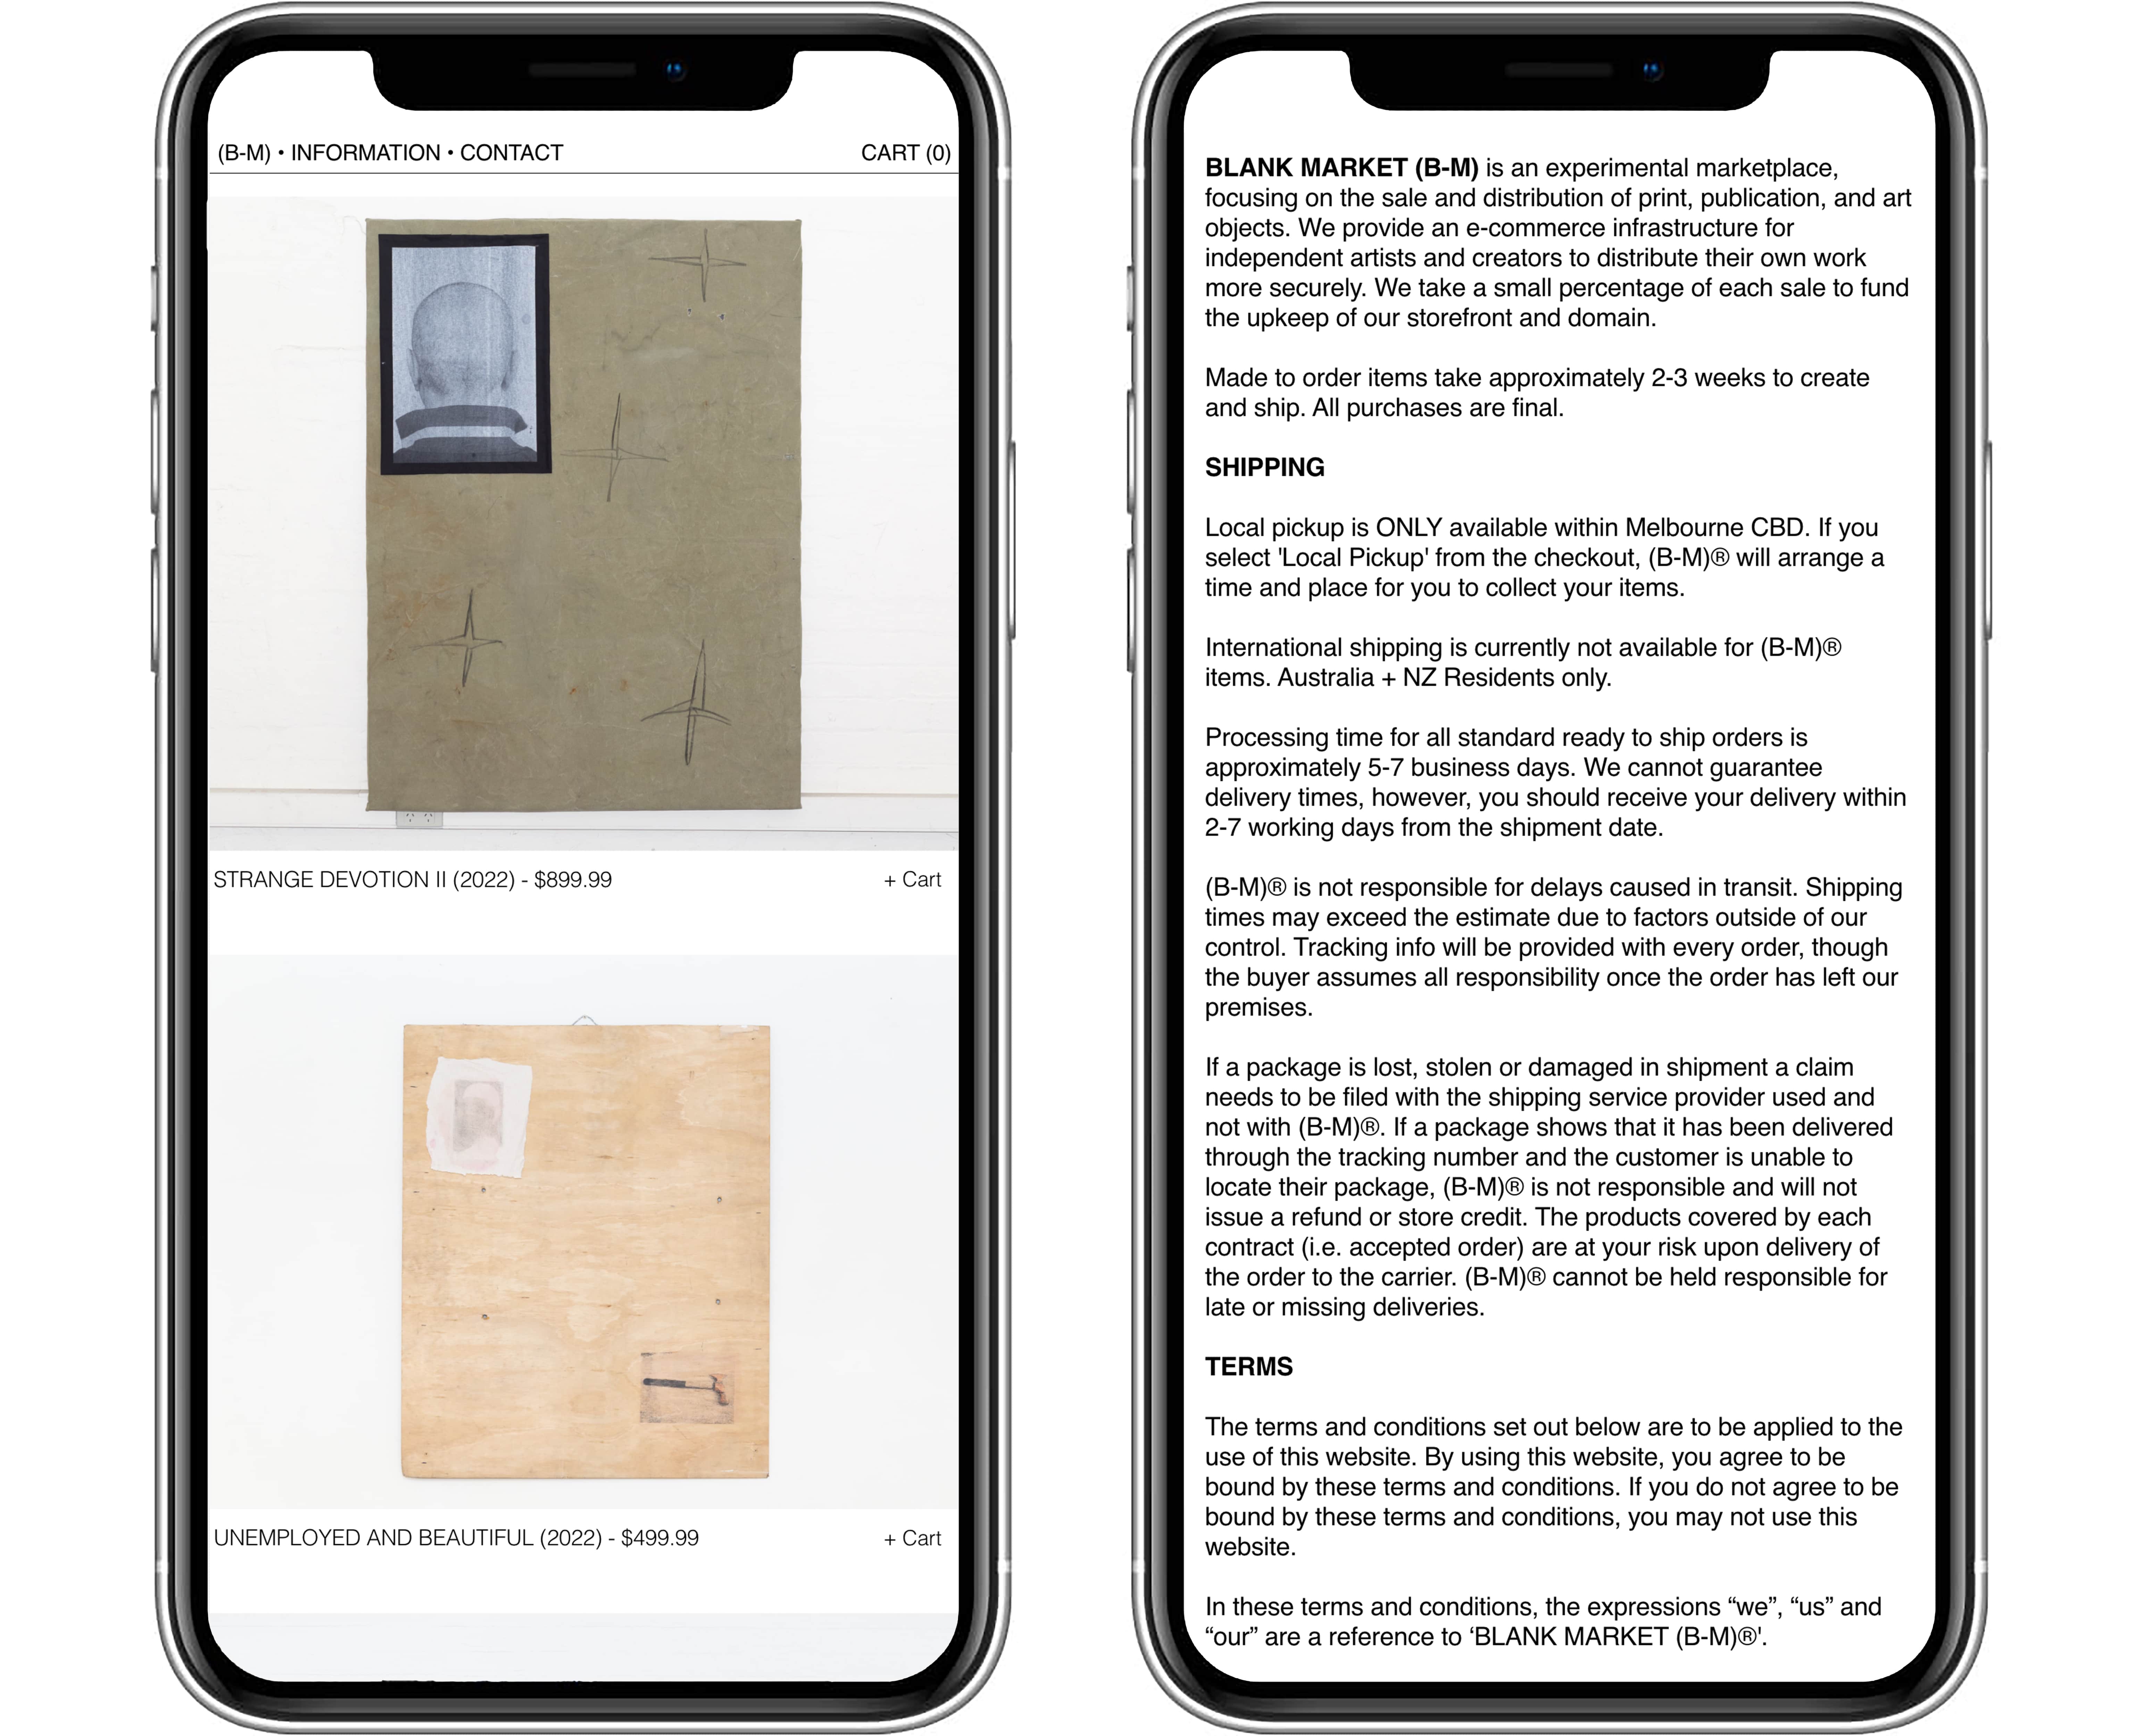 (B-M) • INFORMATION • CONTACT CART (0)
STRANGE DEVOTION II (2022) - $899.99 + Cart
UNEMPLOYED AND BEAUTIFUL (2022) - $499.99 + Cart
BLANK MARKET (B-M) is an experimental marketplace,
focusing on the sale and distribution of print, publication, and art
objects. We provide an e-commerce infrastructure for
independent artists and creators to distribute their own work
more securely. We take a small percentage of each sale to fund
the upkeep of our storefront and domain.
Made to order items take approximately 2-3 weeks to create
and ship. All purchases are final.
SHIPPING
Local pickup is ONLY available within Melbourne CBD. If you
select 'Local Pickup' from the checkout, (B-M)® will arrange a
time and place for you to collect your items.
International shipping is currently not available for (B-M)®
items. Australia + NZ Residents only.
Processing time for all standard ready to ship orders is
approximately 5-7 business days. We cannot guarantee
delivery times, however, you should receive your delivery within
2-7 working days from the shipment date.
(B-M)® is not responsible for delays caused in transit. Shipping
times may exceed the estimate due to factors outside of our
control. Tracking info will be provided with every order, though
the buyer assumes all responsibility once the order has left our
premises.
If a package is lost, stolen or damaged in shipment a claim
needs to be filed with the shipping service provider used and
not with (B-M)®. If a package shows that it has been delivered
through the tracking number and the customer is unable to
locate their package, (B-M)® is not responsible and will not
issue a refund or store credit. The products covered by each
contract (i.e. accepted order) are at your risk upon delivery of
the order to the carrier. (B-M)® cannot be held responsible for
late or missing deliveries.
TERMS
The terms and conditions set out below are to be applied to the
use of this website. By using this website, you agree to be
bound by these terms and conditions. If you do not agree to be
bound by these terms and conditions, you may not use this
website.
In these terms and conditions, the expressions “we”, “us” and
“our” are a reference to ‘BLANK MARKET (B-M)®'.